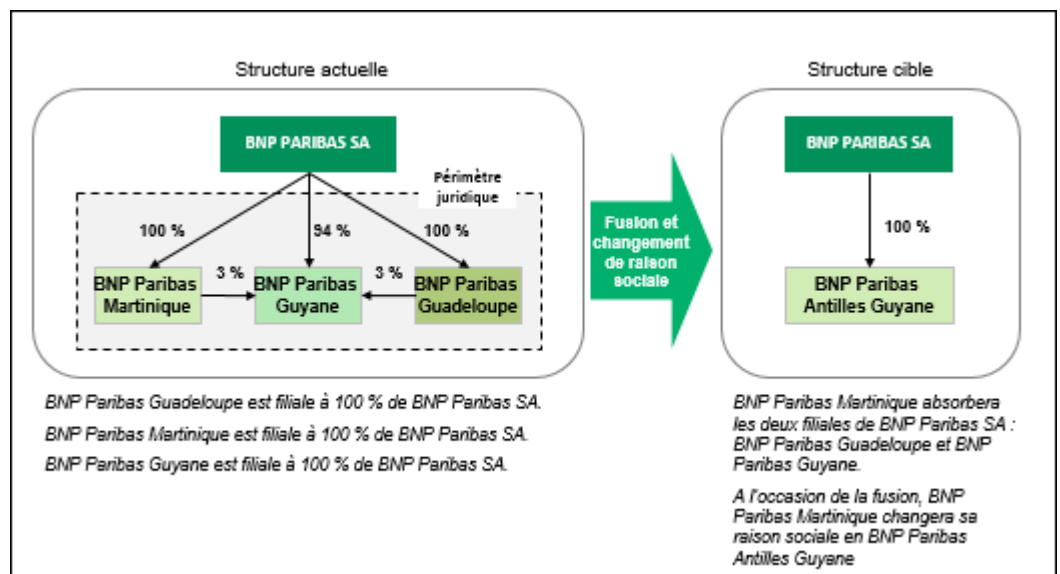 Structure actuelle
Structure cible
BNP PARIBAS SA
Périmètre
juridique
100 %
94 %
100 %
BNP Paribas
Martinique
3 %
BNP Paribas
Guyane
3 %
BNP Paribas
Guadeloupe
Fusion et
changement
de raison
sociale
BNP PARIBAS SA
100 %
BNP Paribas
Antilles Guyane
BNP Paribas Guadeloupe est filiale à 100 % de BNP Paribas SA.
BNP Paribas Martinique est filiale à 100 % de BNP Paribas SA.
BNP Paribas Guyane est filiale à 100 % de BNP Paribas SA.
BNP Paribas Martinique absorbera
les deux filiales de BNP Paribas SA :
BNP Paribas Guadeloupe et BNP
Paribas Guyane.
A l'occasion de la fusion, BNP
Paribas Martinique changera sa
raison sociale en BNP Paribas
Antilles Guyane